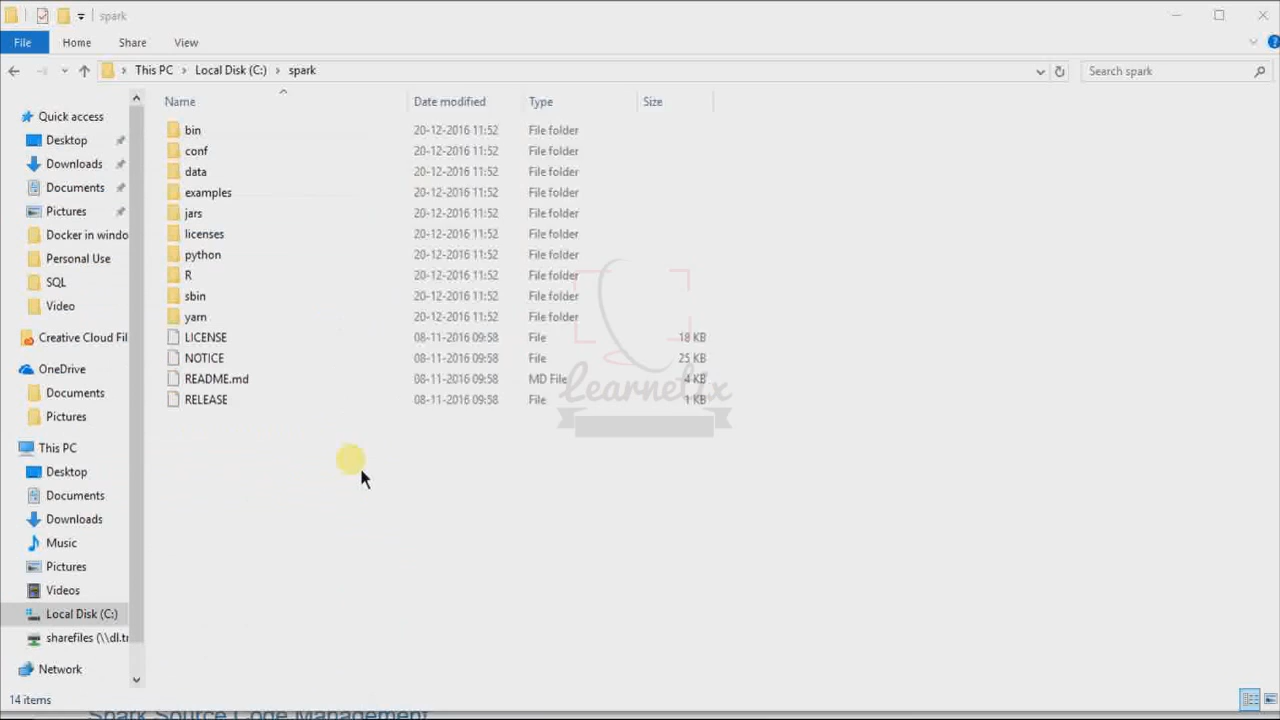 spark
File Home Share View
This PC Local Disk (C:) spark Search spark
Name Date modified Type Size
Quick access
Desktop
Downloads
Documents
Pictures
Docker in windo
Personal Use
SQL
Video
Creative Cloud Fil
OneDrive
Documents
Pictures
This PC
Desktop
Documents
Downloads
Music
Pictures
Videos
Local Disk (C:)
sharefiles (\\dl.tr
Network
bin 20-12-2016 11:52 File folder
conf 20-12-2016 11:52 File folder
data 20-12-2016 11:52 File folder
examples 20-12-2016 11:52 File folder
jars 20-12-2016 11:52 File folder
licenses 20-12-2016 11:52 File folder
python 20-12-2016 11:52 File folder
R 20-12-2016 11:52 File folder
sbin 20-12-2016 11:52 File folder
yarn 20-12-2016 11:52 File folder
LICENSE 08-11-2016 09:58 File 18 KB
NOTICE 08-11-2016 09:58 File 25 KB
README.md 08-11-2016 09:58 MD File 4 KB
RELEASE 08-11-2016 09:58 File 1 KB
LearnetIx
14 items
Spark Source Code Management